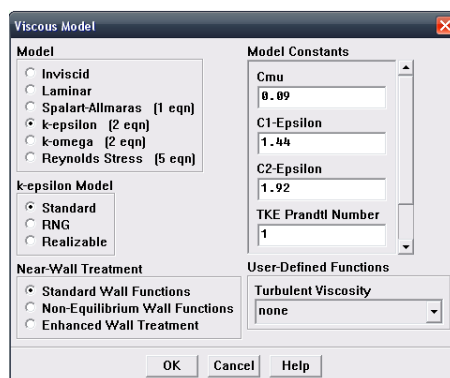 Viscous Model
Model
Inviscid
Laminar
Spalart-Allmaras (1 eqn)
k-epsilon (2 eqn)
k-omega (2 eqn)
Reynolds Stress (5 eqn)
k-epsilon Model
Standard
RNG
Realizable
Near-Wall Treatment
Standard Wall Functions
Non-Equilibrium Wall Functions
Enhanced Wall Treatment
Model Constants
Cmu
0.09
C1-Epsilon
1.44
C2-Epsilon
1.92
TKE Prandtl Number
1
User-Defined Functions
Turbulent Viscosity
none
OK Cancel Help